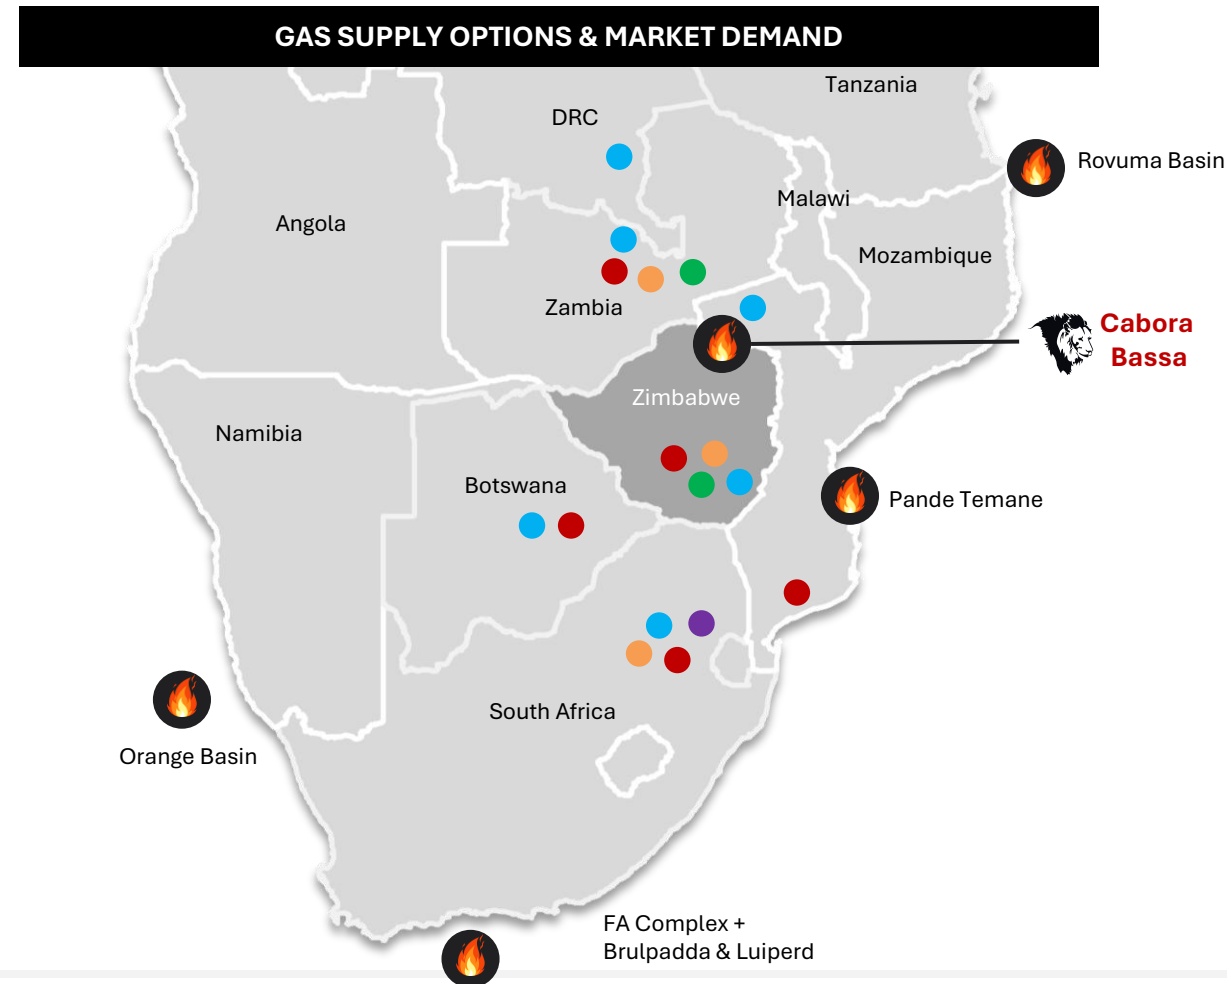 GAS SUPPLY OPTIONS & MARKET DEMAND
Tanzania
DRC
Rovuma Basin
Malawi
Angola
Mozambique
Zambia
Cabora
Bassa
Zimbabwe
Namibia
Botswana
Pande Temane
South Africa
Orange Basin
FA Complex +
Brulpadda & Luiperd